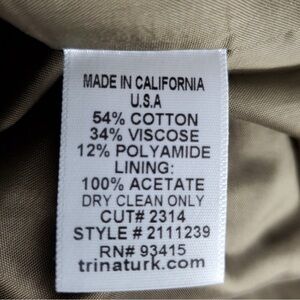 MADE IN CALIFORNIA
U.S.A
54% COTTON
34% VISCOSE
12% POLYAMIDE
LINING:
100% ACETATE
DRY CLEAN ONLY
CUT# 2314
STYLE # 2111239
RN# 93415
trinaturk.com